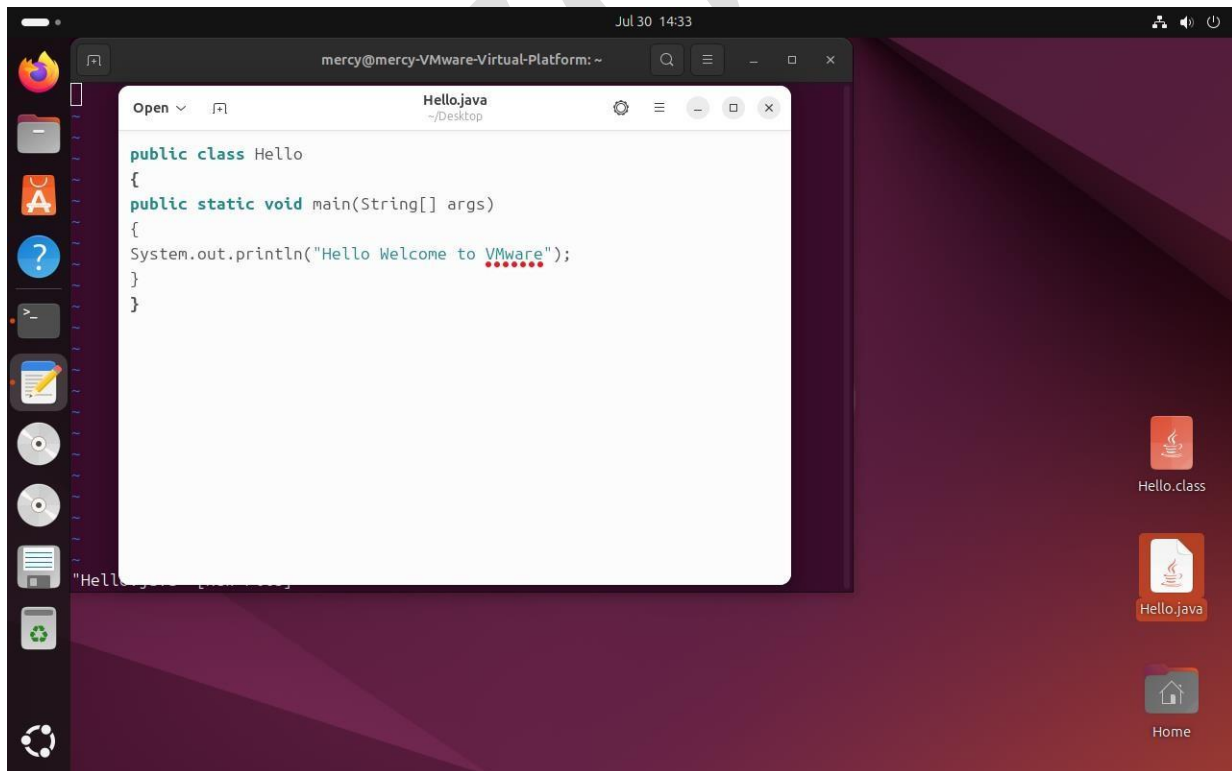 Jul 30 14:33
mercy@mercy-VMware-Virtual-Platform: ~
Open
Hello.java
~/Desktop
public class Hello
{
public static void main(String[] args)
{
System.out.println("Hello Welcome to VMware");
}
}
"Hell
Hello.class
Hello.java
Home